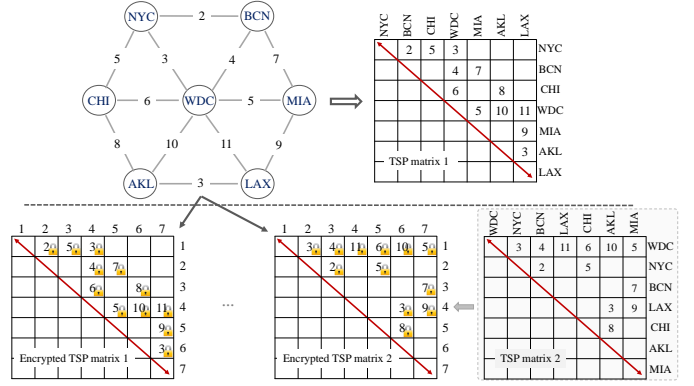 NYC 2 BCN
5 3 4 7
CHI 6 WDC 5 MIA
8 10 11 9
AKL 3 LAX
NYC BCN CHI WDC MIA AKL LAX
2 5 3 NYC
4 7 BCN
6 8 CHI
5 10 11 WDC
9 MIA
3 AKL
TSP matrix 1 LAX
1 2 3 4 5 6 7
2 5 3 1
4 7 2
6 8 3
5 10 11 4
9 5
3 6
Encrypted TSP matrix 1 7
...
1 2 3 4 5 6 7
3 4 11 6 10 5 1
2 5 2
7 3
3 9 4
8 5
6
Encrypted TSP matrix 2 7
WDC NYC BCN LAX CHI AKL MIA
3 4 11 6 10 5 WDC
2 5 NYC
7 BCN
3 9 LAX
8 CHI
AKL
TSP matrix 2 MIA